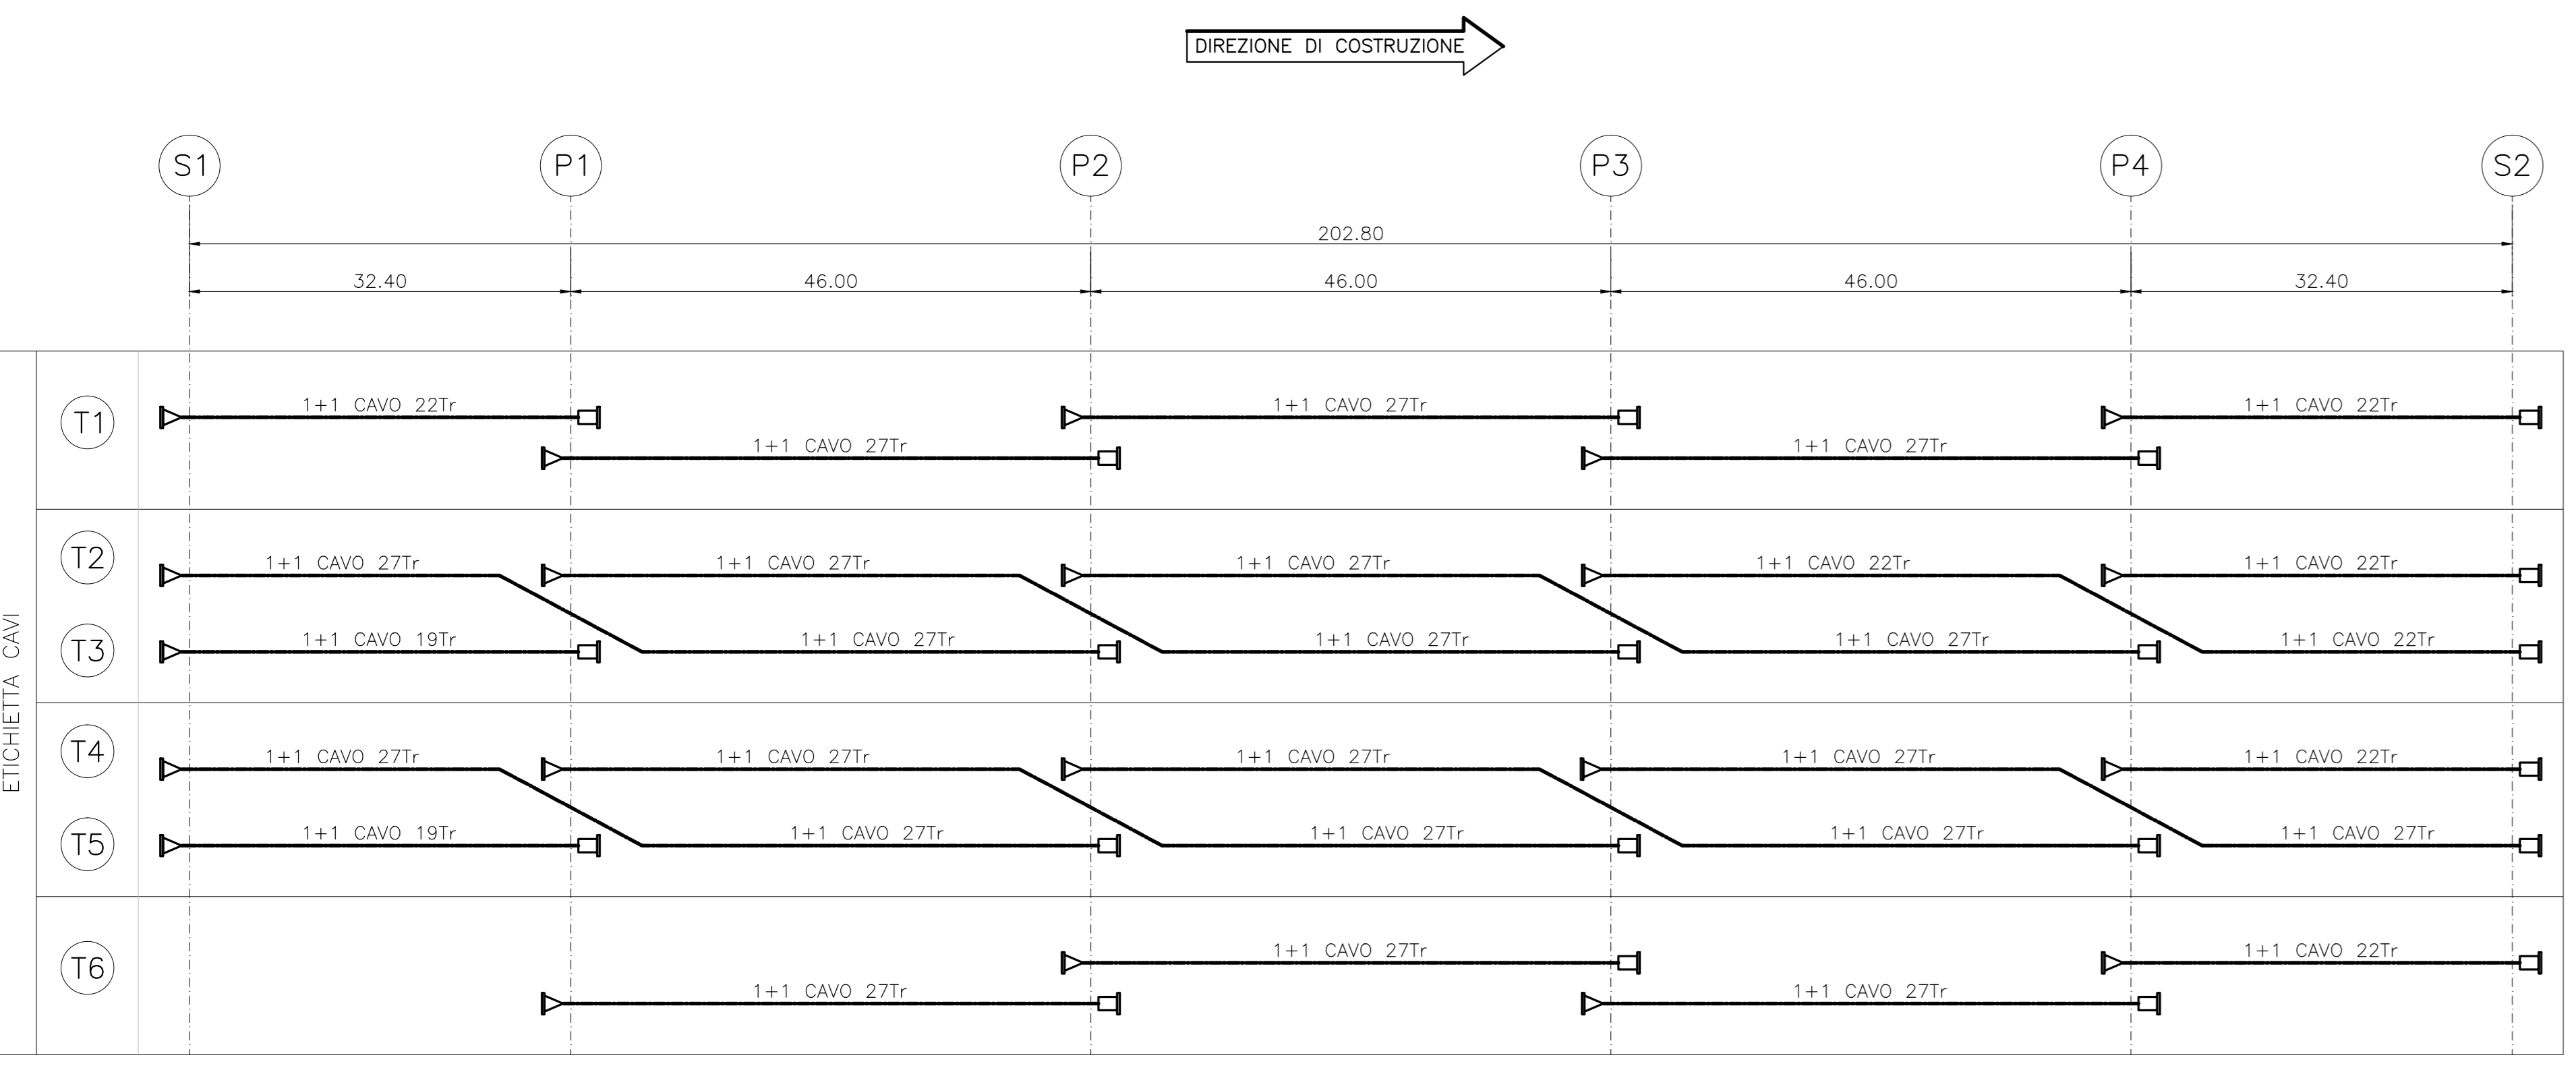 DIREZIONE DI COSTRUZIONE
S1 P1 P2 P3 P4 S2
202.80
32.40 46.00 46.00 46.00 32.40
ETICHIETTA CAVI
T1
1+1 CAVO 22Tr 1+1 CAVO 27Tr 1+1 CAVO 22Tr
1+1 CAVO 27Tr 1+1 CAVO 27Tr
T2
1+1 CAVO 27Tr 1+1 CAVO 27Tr 1+1 CAVO 27Tr 1+1 CAVO 22Tr 1+1 CAVO 22Tr
T3
1+1 CAVO 19Tr 1+1 CAVO 27Tr 1+1 CAVO 27Tr 1+1 CAVO 27Tr 1+1 CAVO 22Tr
T4
1+1 CAVO 27Tr 1+1 CAVO 27Tr 1+1 CAVO 27Tr 1+1 CAVO 27Tr 1+1 CAVO 22Tr
T5
1+1 CAVO 19Tr 1+1 CAVO 27Tr 1+1 CAVO 27Tr 1+1 CAVO 27Tr 1+1 CAVO 27Tr
T6
1+1 CAVO 27Tr 1+1 CAVO 22Tr
1+1 CAVO 27Tr 1+1 CAVO 27Tr